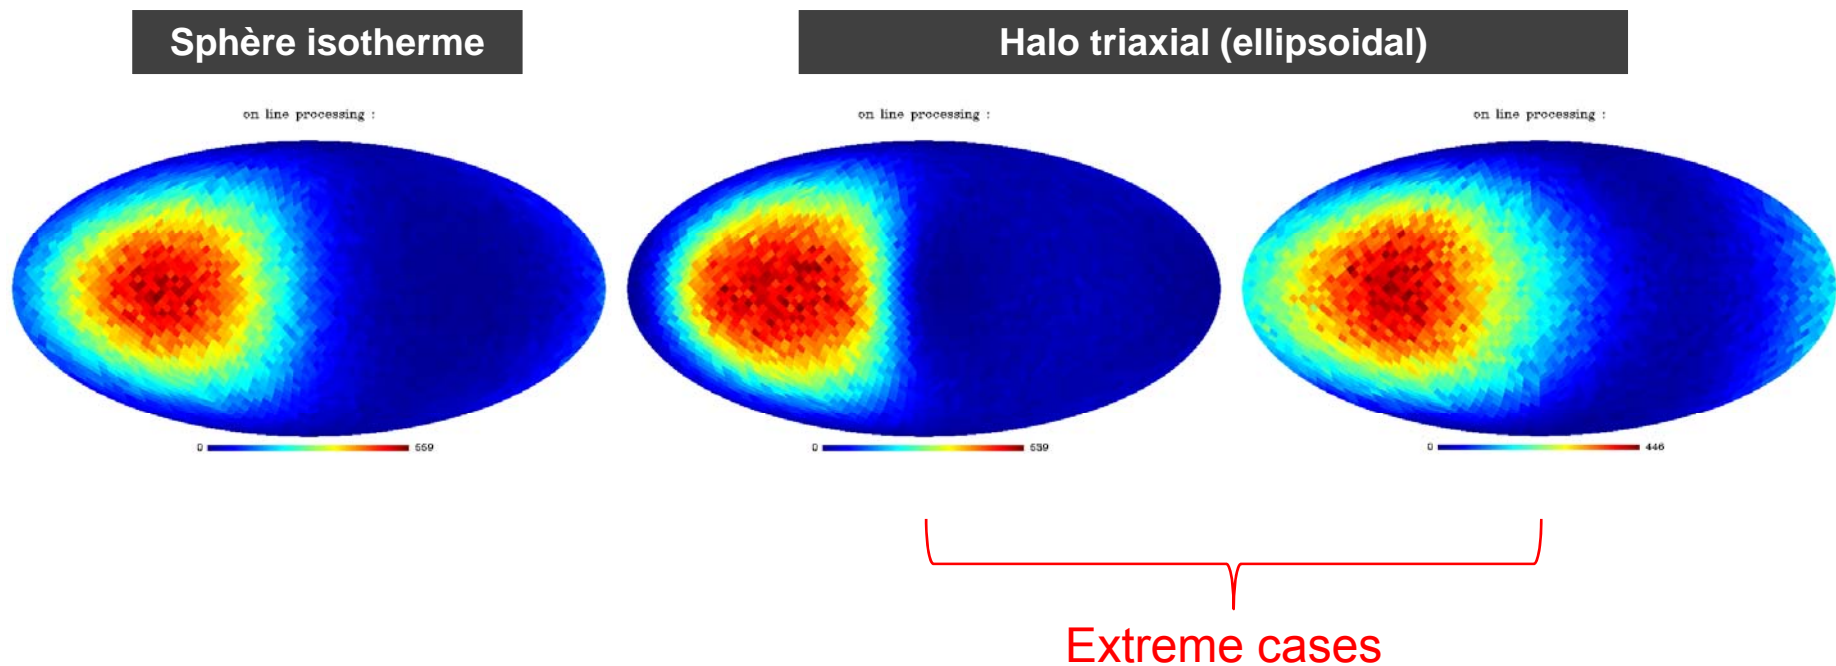 Sphère isotherme
Halo triaxial (ellipsoidal)
on line processing :
on line processing :
on line processing :
0 559
0 539
0 446
Extreme cases